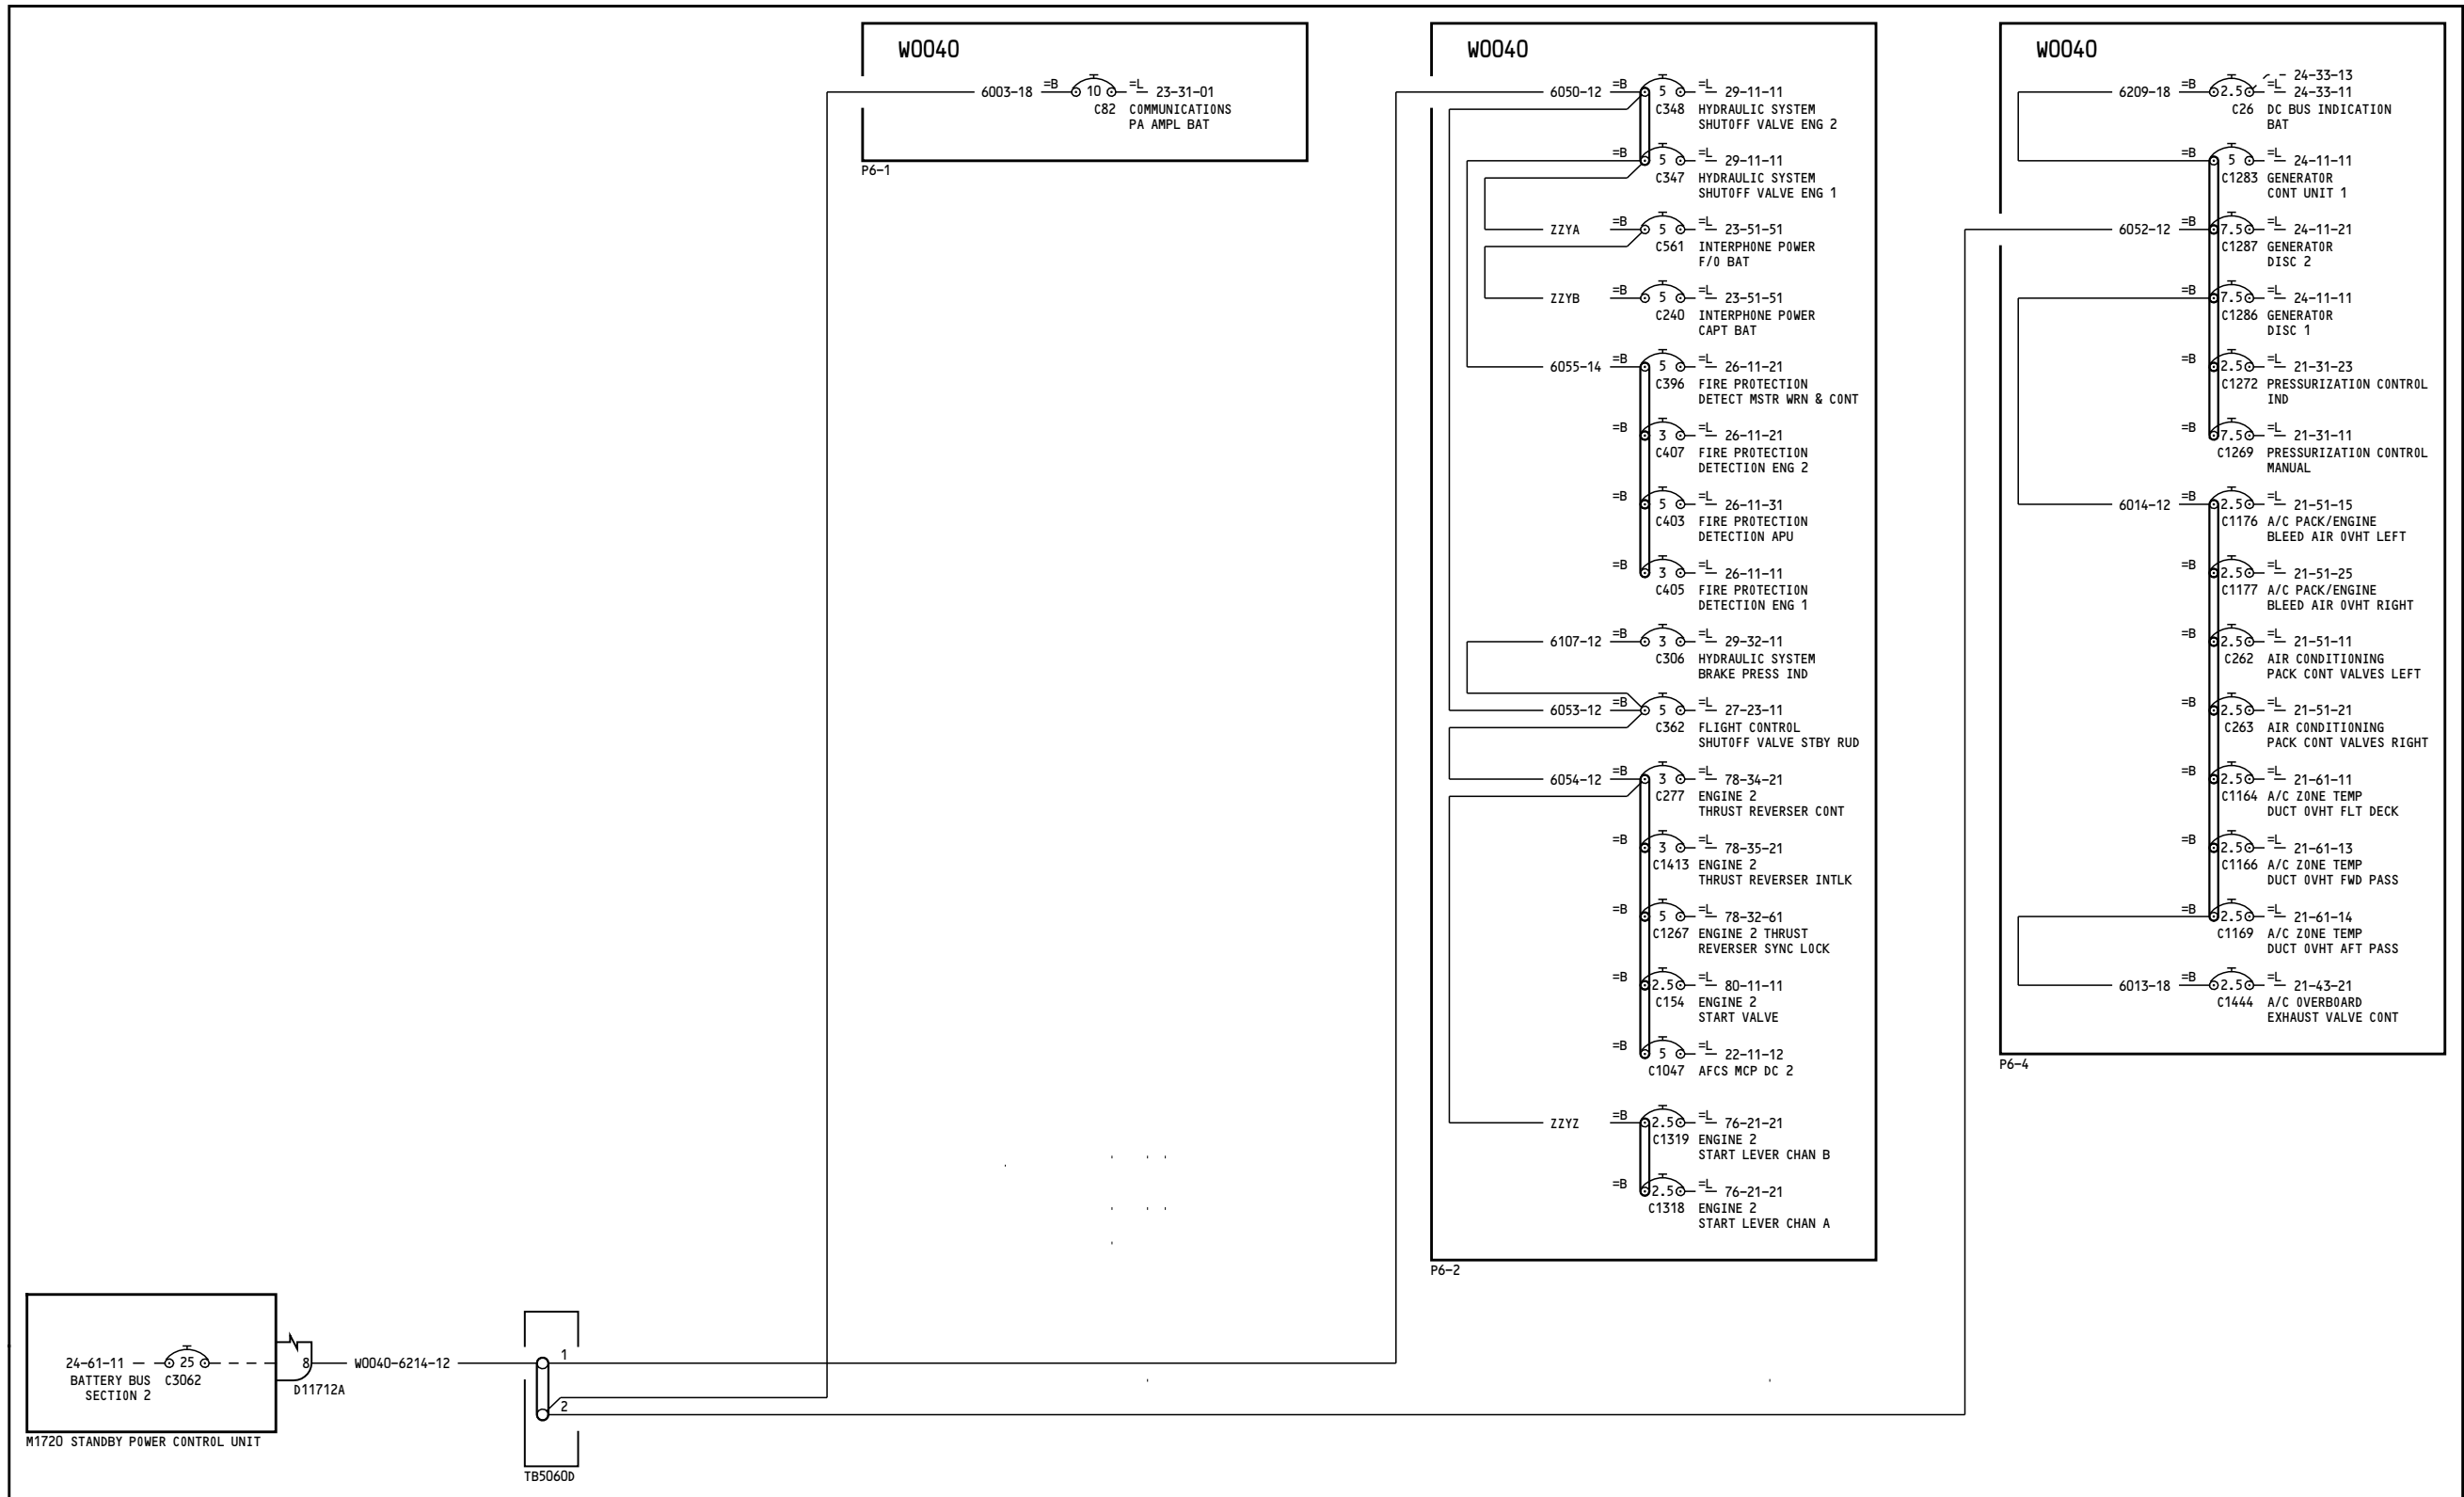 W0040
6003-18 =B 10 =L 23-31-01
C82 COMMUNICATIONS
PA AMPL BAT
P6-1
W0040
6050-12 =B 5 =L 29-11-11
C348 HYDRAULIC SYSTEM
SHUTOFF VALVE ENG 2
=B 5 =L 29-11-11
C347 HYDRAULIC SYSTEM
SHUTOFF VALVE ENG 1
ZZYA =B 5 =L 23-51-51
C561 INTERPHONE POWER
F/O BAT
ZZYB =B 5 =L 23-51-51
C240 INTERPHONE POWER
CAPT BAT
6055-14 =B 5 =L 26-11-21
C396 FIRE PROTECTION
DETECT MSTR WRN & CONT
=B 3 =L 26-11-21
C407 FIRE PROTECTION
DETECTION ENG 2
=B 5 =L 26-11-31
C403 FIRE PROTECTION
DETECTION APU
=B 3 =L 26-11-11
C405 FIRE PROTECTION
DETECTION ENG 1
6107-12 =B 3 =L 29-32-11
C306 HYDRAULIC SYSTEM
BRAKE PRESS IND
6053-12 =B 5 =L 27-23-11
C362 FLIGHT CONTROL
SHUTOFF VALVE STBY RUD
6054-12 =B 3 =L 78-34-21
C277 ENGINE 2
THRUST REVERSER CONT
=B 3 =L 78-35-21
C1413 ENGINE 2
THRUST REVERSER INTLK
=B 5 =L 78-32-61
C1267 ENGINE 2 THRUST
REVERSER SYNC LOCK
=B 2.5 =L 80-11-11
C154 ENGINE 2
START VALVE
=B 5 =L 22-11-12
C1047 AFCS MCP DC 2
ZZYZ =B 2.5 =L 76-21-21
C1319 ENGINE 2
START LEVER CHAN B
=B 2.5 =L 76-21-21
C1318 ENGINE 2
START LEVER CHAN A
P6-2
W0040
24-33-13
6209-18 =B 2.5 =L 24-33-11
C26 DC BUS INDICATION
BAT
=B 5 =L 24-11-11
C1283 GENERATOR
CONT UNIT 1
6052-12 =B 7.5 =L 24-11-21
C1287 GENERATOR
DISC 2
=B 7.5 =L 24-11-11
C1286 GENERATOR
DISC 1
=B 2.5 =L 21-31-23
C1272 PRESSURIZATION CONTROL
IND
=B 7.5 =L 21-31-11
C1269 PRESSURIZATION CONTROL
MANUAL
6014-12 =B 2.5 =L 21-51-15
C1176 A/C PACK/ENGINE
BLEED AIR OVHT LEFT
=B 2.5 =L 21-51-25
C1177 A/C PACK/ENGINE
BLEED AIR OVHT RIGHT
=B 2.5 =L 21-51-11
C262 AIR CONDITIONING
PACK CONT VALVES LEFT
=B 2.5 =L 21-51-21
C263 AIR CONDITIONING
PACK CONT VALVES RIGHT
=B 2.5 =L 21-61-11
C1164 A/C ZONE TEMP
DUCT OVHT FLT DECK
=B 2.5 =L 21-61-13
C1166 A/C ZONE TEMP
DUCT OVHT FWD PASS
=B 2.5 =L 21-61-14
C1169 A/C ZONE TEMP
DUCT OVHT AFT PASS
6013-18 =B 2.5 =L 21-43-21
C1444 A/C OVERBOARD
EXHAUST VALVE CONT
P6-4
24-61-11 25 8 W0040-6214-12 1
BATTERY BUS C3062
SECTION 2
D11712A
2
M1720 STANDBY POWER CONTROL UNIT
TB5060D